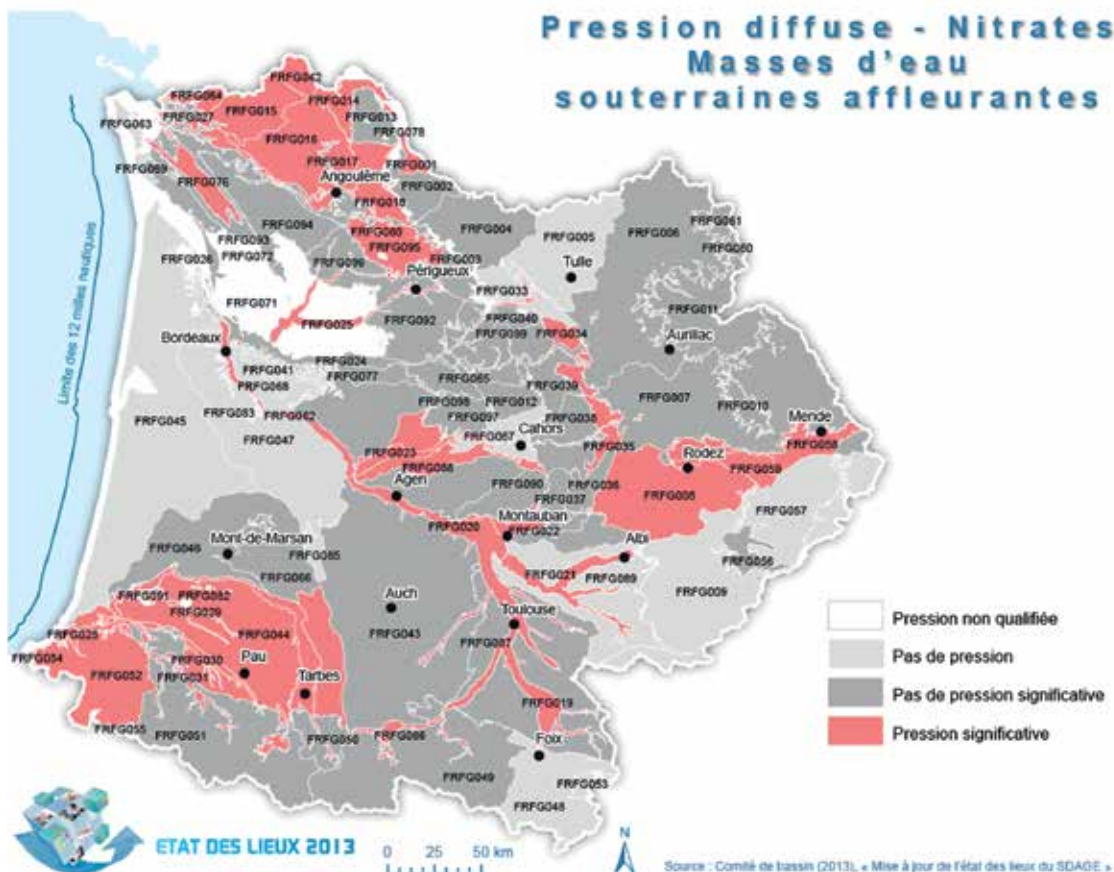 Pression diffuse - Nitrates
Masses d'eau
souterraines affleurantes
FRFG042
FRFG064
FRFG015
FRFG014
FRFG027
FRFG013
FRFG063
FRFG078
FRFG016
FRFG017
FRFG001
FRFG069
FRFG076
Angoulême
FRFG002
FRFG018
FRFG094
FRFG004
FRFG061
FRFG006
FRFG060
FRFG093
FRFG072
FRFG095
FRFG005
FRFG003
FRFG026
FRFG096
Tulle
Périgueux
FRFG033
FRFG071
FRFG011
FRFG025
FRFG092
FRFG040
FRFG099
FRFG034
Bordeaux
Aurillac
FRFG024
FRFG041
FRFG077
FRFG068
FRFG065
FRFG039
FRFG045
FRFG083
FRFG062
FRFG098
FRFG012
FRFG007
FRFG010
FRFG097
FRFG038
Mende
FRFG047
Cahors
FRFG067
FRFG035
FRFG058
FRFG023
FRFG088
Rodez
FRFG059
Agen
FRFG090
FRFG036
FRFG008
FRFG037
FRFG057
FRFG020
Montauban
FRFG022
FRFG046
Mont-de-Marsan
FRFG085
Albi
FRFG056
FRFG066
FRFG021
FRFG089
FRFG009
FRFG091
FRFG082
FRFG029
Auch
FRFG043
Toulouse
FRFG044
FRFG087
FRFG028
FRFG054
FRFG052
FRFG030
FRFG031
Pau
Tarbes
FRFG019
FRFG055
FRFG051
FRFG050
FRFG086
Foix
FRFG049
FRFG053
FRFG048
Limite des 12 milles nautiques
Pression non qualifiée
Pas de pression
Pas de pression significative
Pression significative
ETAT DES LIEUX 2013
0 25 50 km
N
Source : Comité de bassin (2013), « Mise à jour de l'état des lieux du SDAGE »